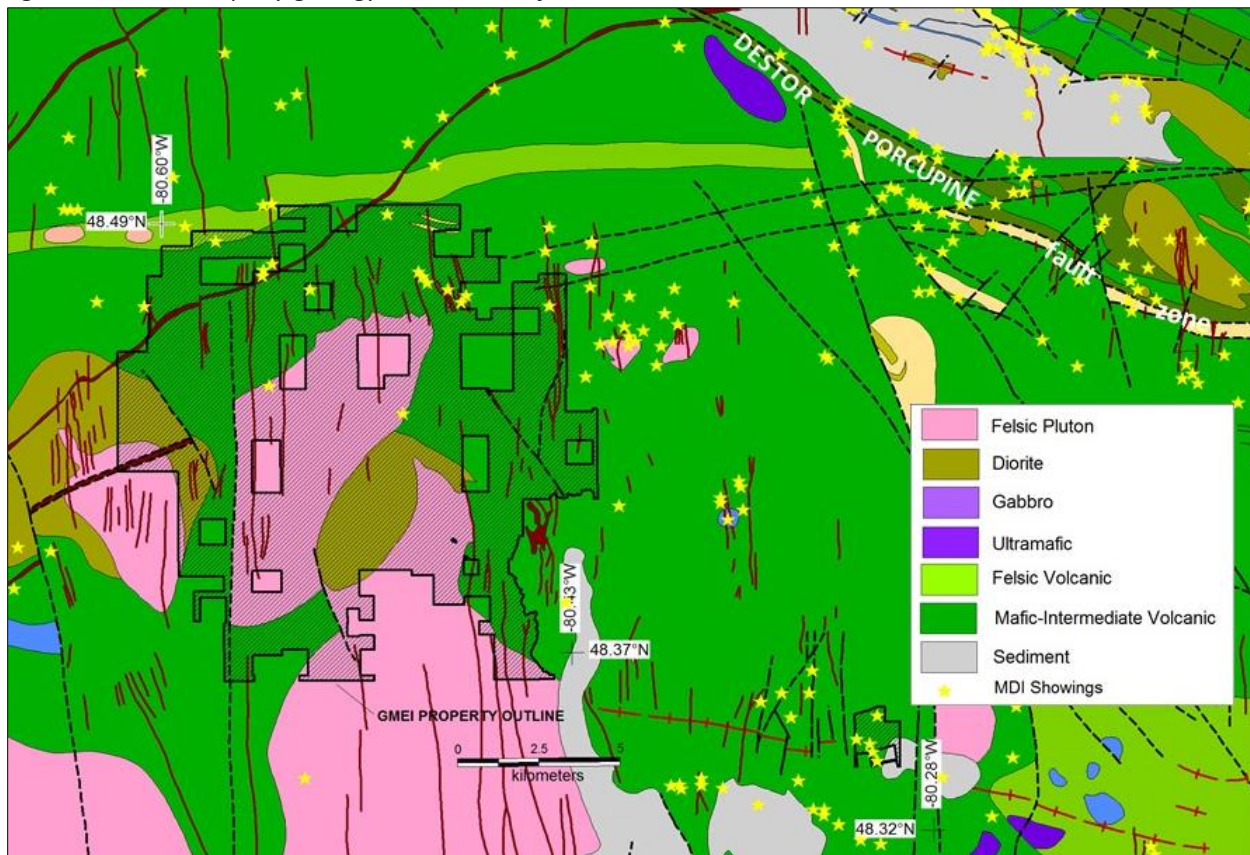 DESTOR
PORCUPINE
fault
zone
-80.60°W
48.49°N
Felsic Pluton
Diorite
Gabbro
Ultramafic
Felsic Volcanic
Mafic-Intermediate Volcanic
Sediment
MDI Showings
-80.43°W
48.37°N
GMEI PROPERTY OUTLINE
0 2.5 5
kilometers
-80.28°W
48.32°N